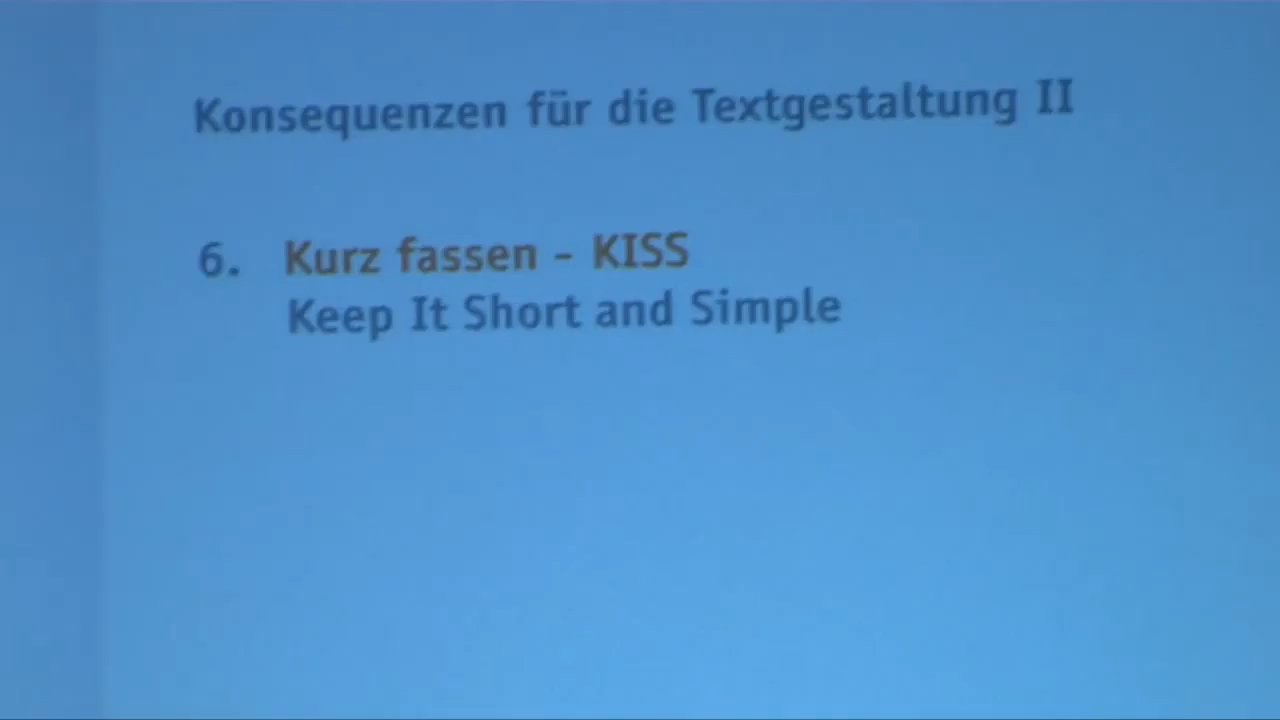 Konsequenzen für die Textgestaltung II
6. Kurz fassen - KISS
Keep It Short and Simple